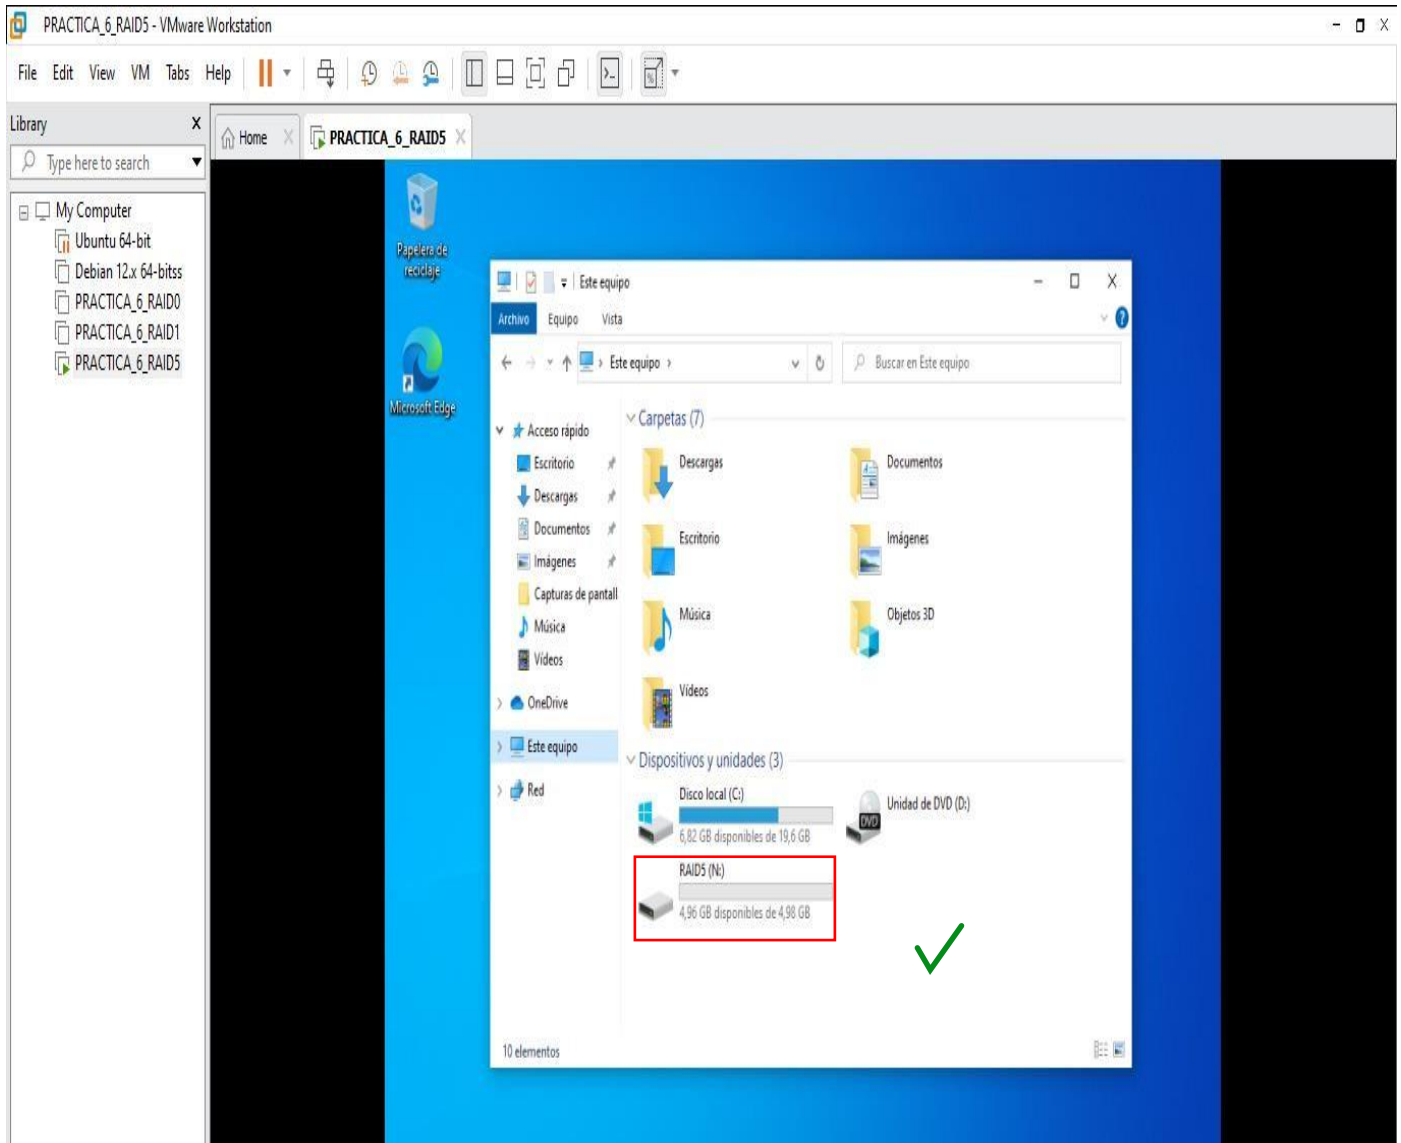 PRACTICA_6_RAID5 - VMware Workstation
File Edit View VM Tabs Help
Library X
Home
PRACTICA_6_RAID5
Type here to search
My Computer
Ubuntu 64-bit
Debian 12.x 64-bitss
PRACTICA_6_RAID0
PRACTICA_6_RAID1
PRACTICA_6_RAID5
Papelera de
reciclaje
Microsoft Edge
Este equipo
Archivo Equipo Vista
Este equipo
Buscar en Este equipo
Acceso rápido
Escritorio
Descargas
Documentos
Imágenes
Capturas de pantall
Música
Vídeos
OneDrive
Este equipo
Red
Carpetas (7)
Descargas
Documentos
Escritorio
Imágenes
Música
Objetos 3D
Vídeos
Dispositivos y unidades (3)
Disco local (C:)
6,82 GB disponibles de 19,6 GB
Unidad de DVD (D:)
DVD
RAID5 (N:)
4,96 GB disponibles de 4,98 GB
10 elementos